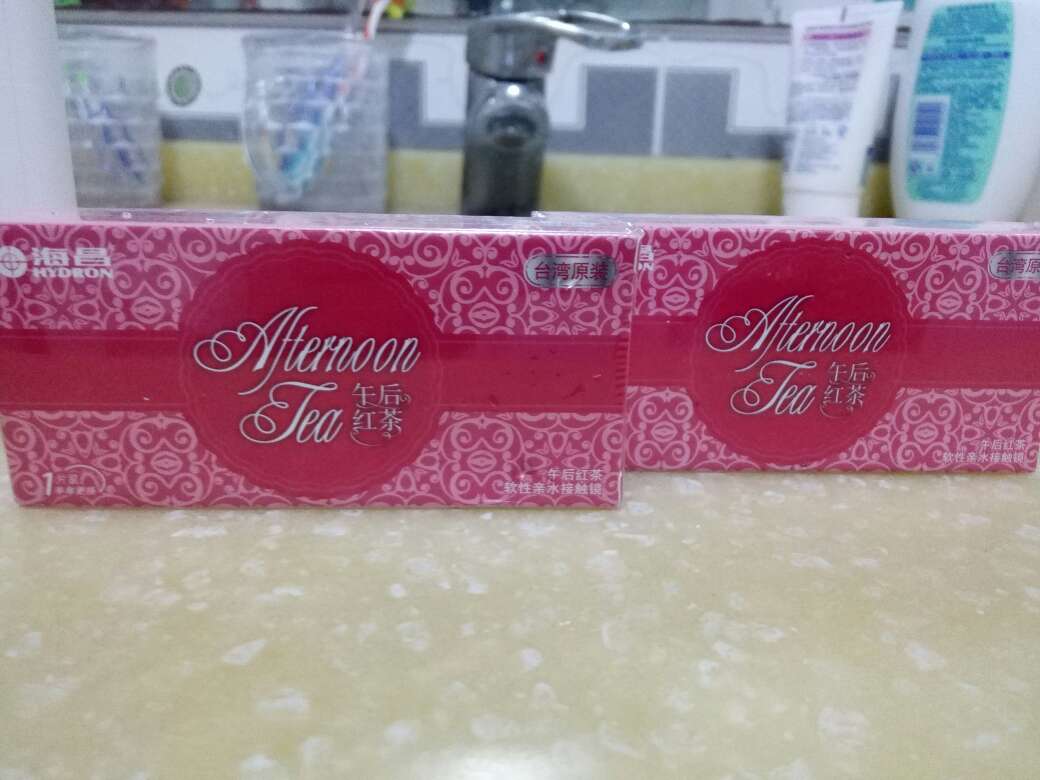 海昌
HYDRON
台湾原装
Afternoon
Tea
午后
红茶
1片装
午后红茶
软性亲水接触镜
台湾原
Afternoon
Tea
午后
红茶
午后红茶
软性亲水接触镜